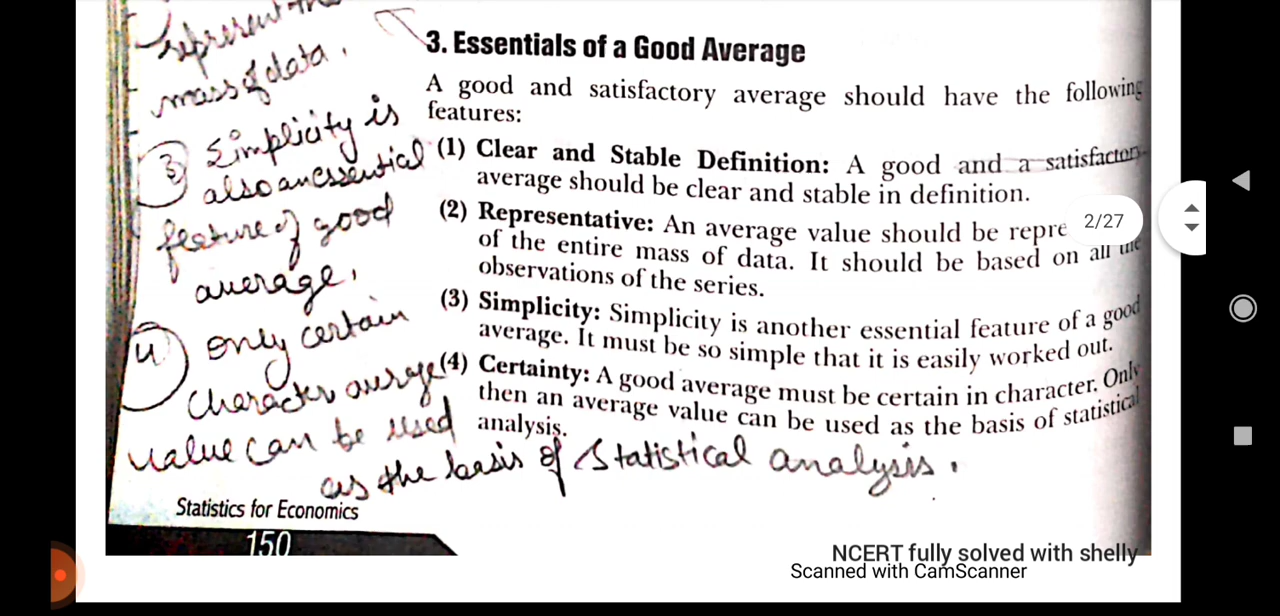 represent the
mass of data.
3. Essentials of a Good Average
A good and satisfactory average should have the following
features:
③ Simplicity is
also an essential
feature of good
average.
(1) Clear and Stable Definition: A good and a satisfactory
average should be clear and stable in definition.
(2) Representative: An average value should be repre
2/27
of the entire mass of data. It should be based on all the
observations of the series.
(3) Simplicity: Simplicity is another essential feature of a good
average. It must be so simple that it is easily worked out.
④ only certain
character average
value can be used
as the basis of Statistical analysis.
(4) Certainty: A good average must be certain in character. Only
then an average value can be used as the basis of statistical
analysis.
Statistics for Economics
150
NCERT fully solved with shelly
Scanned with CamScanner